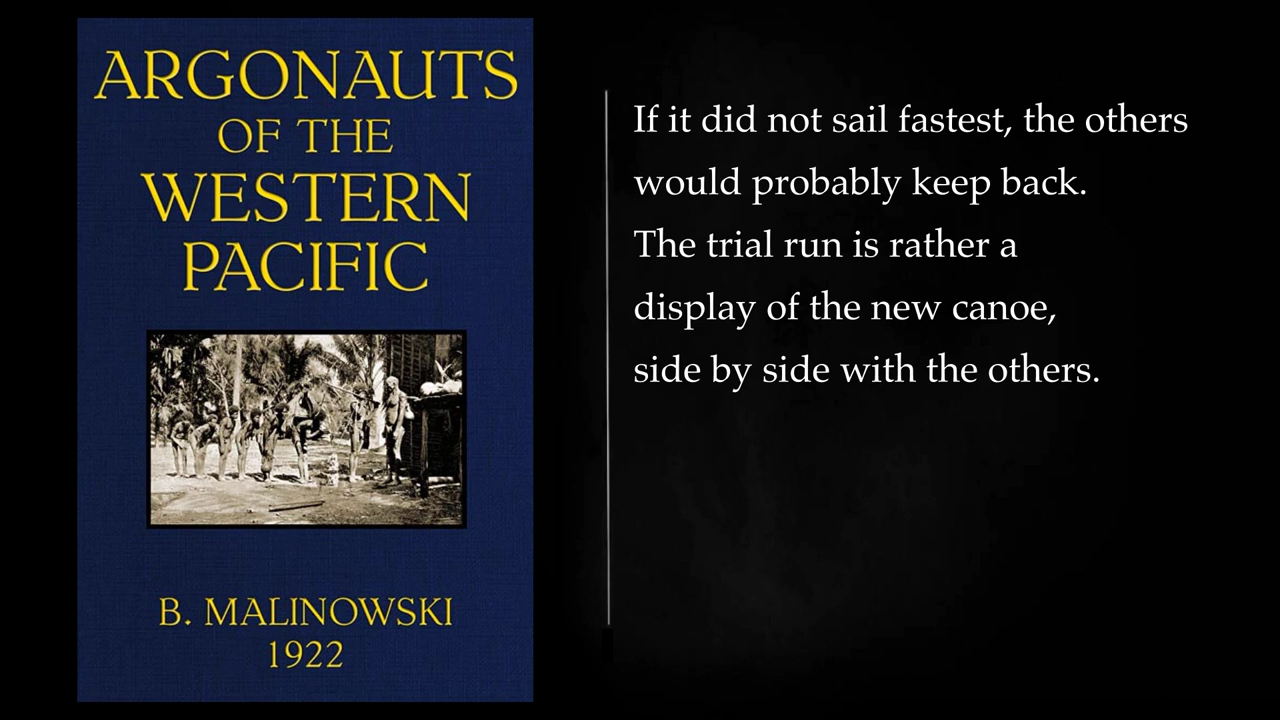 ARGONAUTS
OF THE
WESTERN
PACIFIC
B. MALINOWSKI
1922
If it did not sail fastest, the others
would probably keep back.
The trial run is rather a
display of the new canoe,
side by side with the others.